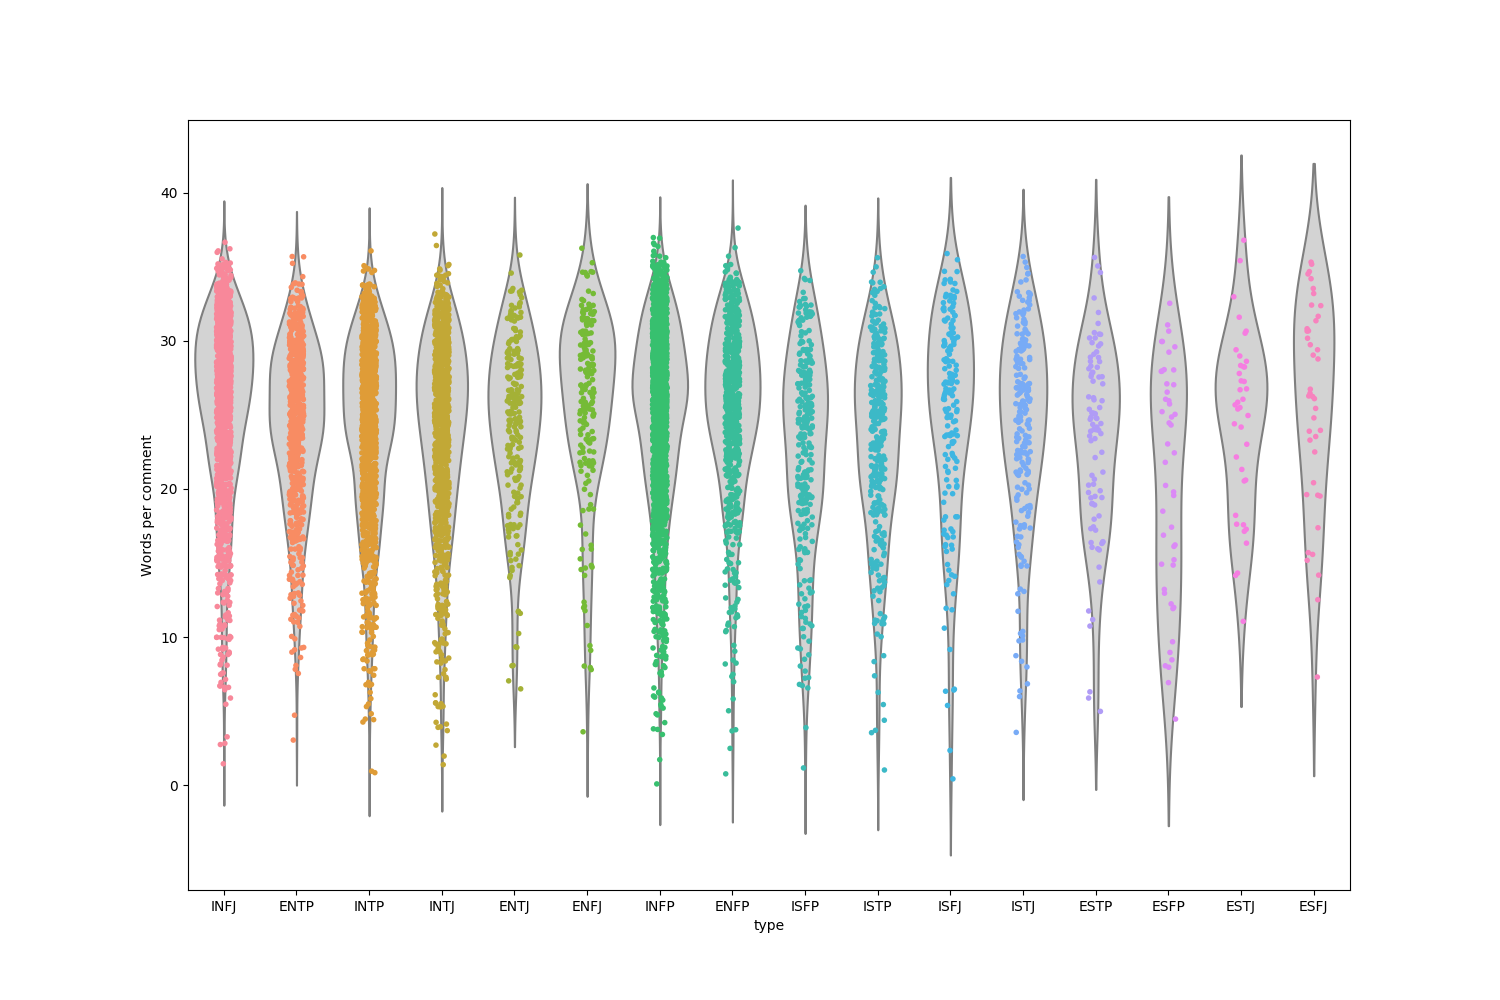 40
30
20
10
0
Words per comment
INFJ ENTP INTP INTJ ENTJ ENFJ INFP ENFP ISFP ISTP ISFJ ISTJ ESTP ESFP ESTJ ESFJ
type